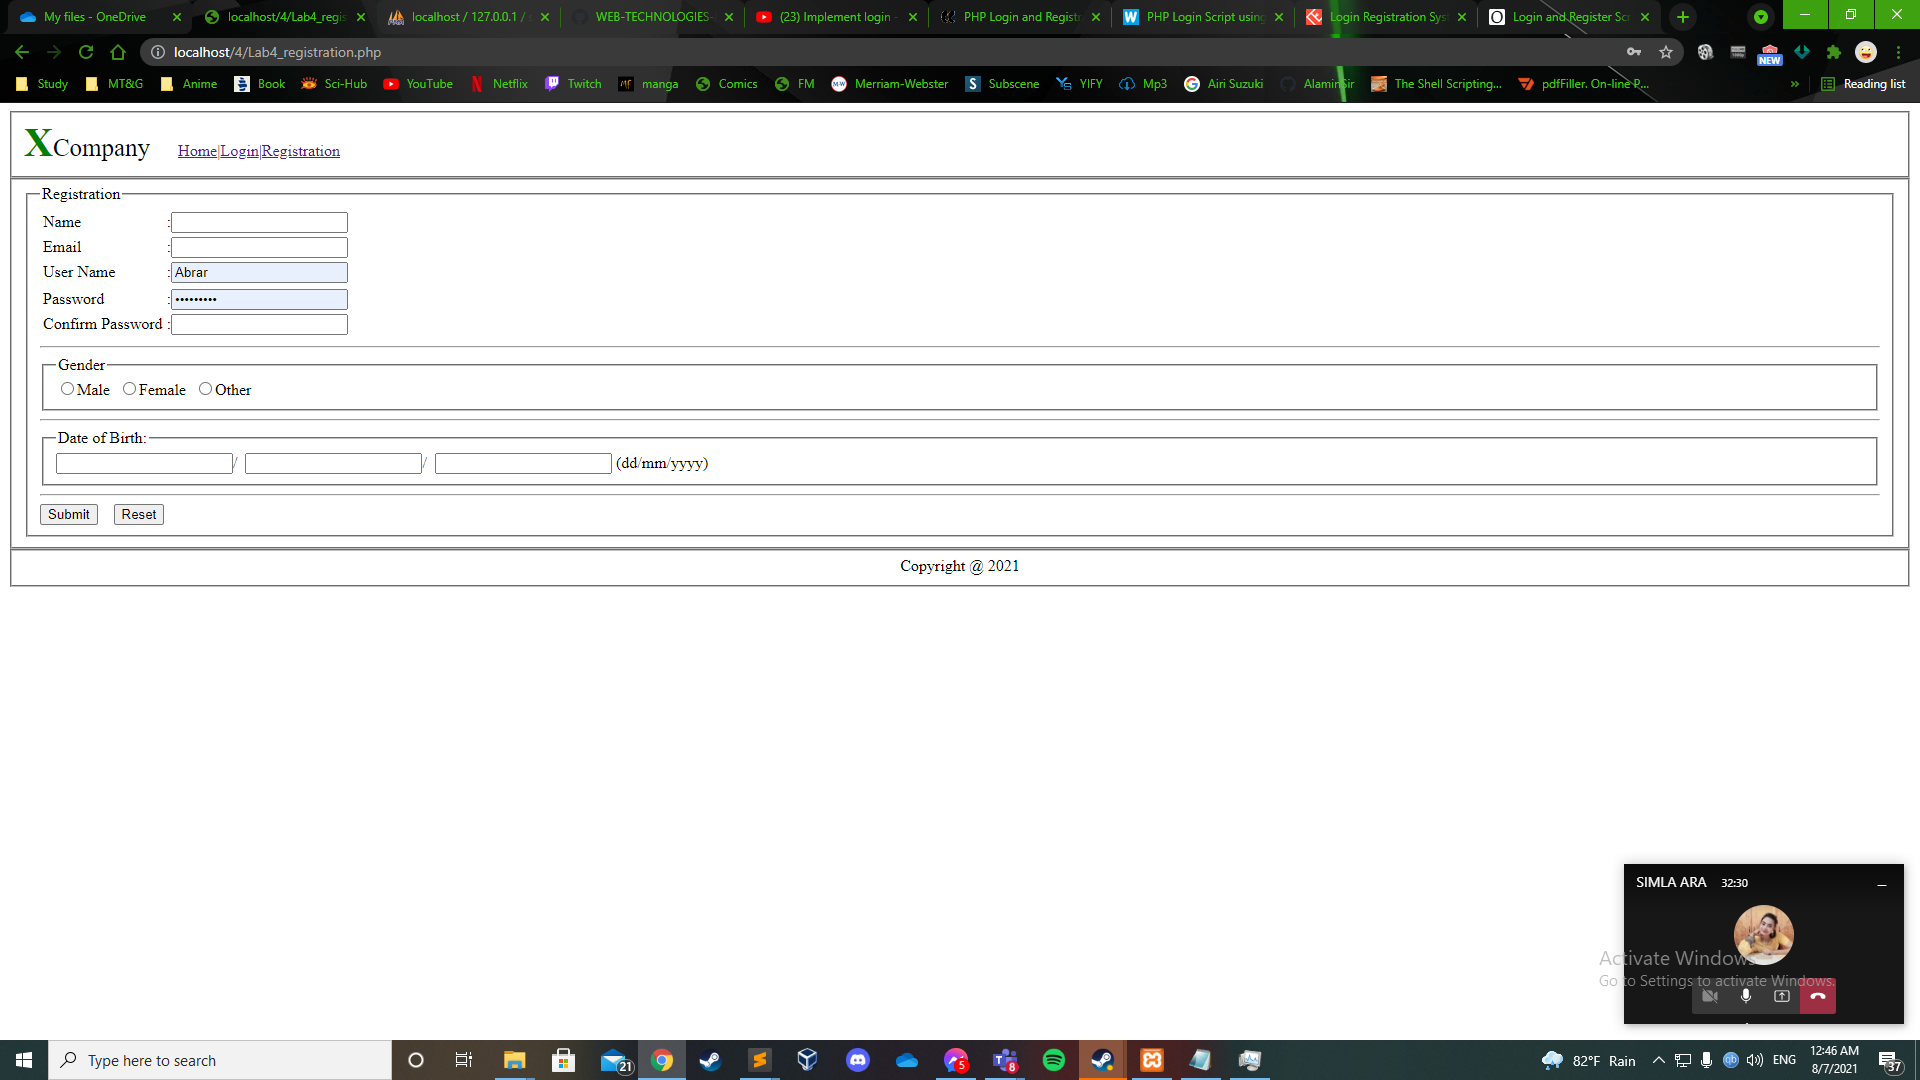 My files - OneDrive
localhost/4/Lab4_regis
localhost / 127.0.0.1 / s
WEB-TECHNOLOGIES-
(23) Implement login -
PHP Login and Registr
PHP Login Script using
Login Registration Sys
Login and Register Scr
localhost/4/Lab4_registration.php
NEW
Study
MT&G
Anime
Book
Sci-Hub
YouTube
Netflix
Twitch
manga
Comics
FM
Merriam-Webster
Subscene
YIFY
Mp3
Airi Suzuki
AlaminSir
The Shell Scripting...
pdfFiller. On-line P...
»
Reading list
XCompany Home|Login|Registration
Registration
Name :
Email :
User Name : Abrar
Password : •••••••••
Confirm Password :
Gender
Male Female Other
Date of Birth:
/ / (dd/mm/yyyy)
Submit Reset
Copyright @ 2021
SIMLA ARA 32:30
Activate Windows
Go to Settings to activate Windows.
Type here to search
21
5
8
82°F Rain
ENG
12:46 AM
8/7/2021
37